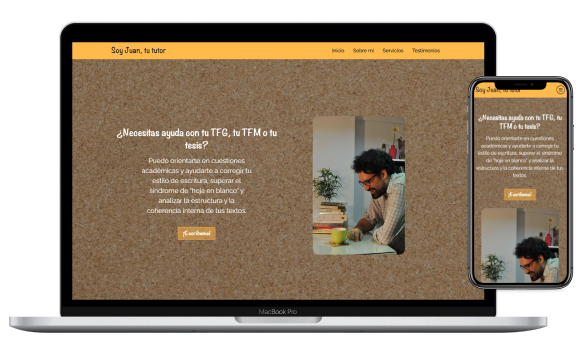 Soy Juan, tu tutor
Inicio Sobre mí Servicios Testimonios
¿Necesitas ayuda con tu TFG, tu TFM o tu
tesis?
Puedo orientarte en cuestiones
académicas y ayudarte a corregir tu
estilo de escritura, superar el
síndrome de "hoja en blanco" y
analizar la estructura y la
coherencia interna de tus textos.
¡Escríbeme!
MacBook Pro
Soy Juan, tu tutor
¿Necesitas ayuda con tu TFG, tu
TFM o tu tesis?
Puedo orientarte en cuestiones
académicas y ayudarte a corregir tu
estilo de escritura, superar el síndrome
de "hoja en blanco" y analizar la
estructura y la coherencia interna de tus
textos.
¡Escríbeme!